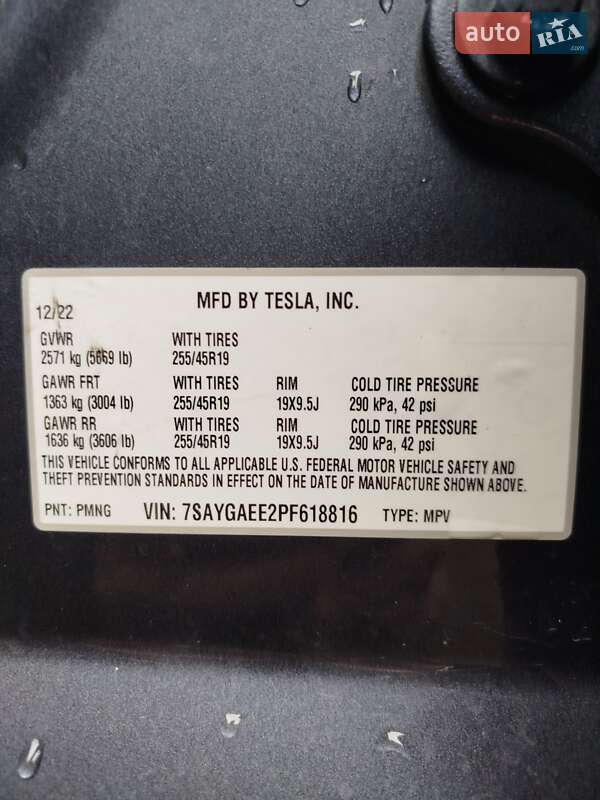 auto RIA
.com
12/22 MFD BY TESLA, INC.
GVWR WITH TIRES
2571 kg (5669 lb) 255/45R19
GAWR FRT WITH TIRES RIM COLD TIRE PRESSURE
1363 kg (3004 lb) 255/45R19 19X9.5J 290 kPa, 42 psi
GAWR RR WITH TIRES RIM COLD TIRE PRESSURE
1636 kg (3606 lb) 255/45R19 19X9.5J 290 kPa, 42 psi
THIS VEHICLE CONFORMS TO ALL APPLICABLE U.S. FEDERAL MOTOR VEHICLE SAFETY AND
THEFT PREVENTION STANDARDS IN EFFECT ON THE DATE OF MANUFACTURE SHOWN ABOVE.
PNT: PMNG VIN: 7SAYGAEE2PF618816 TYPE: MPV